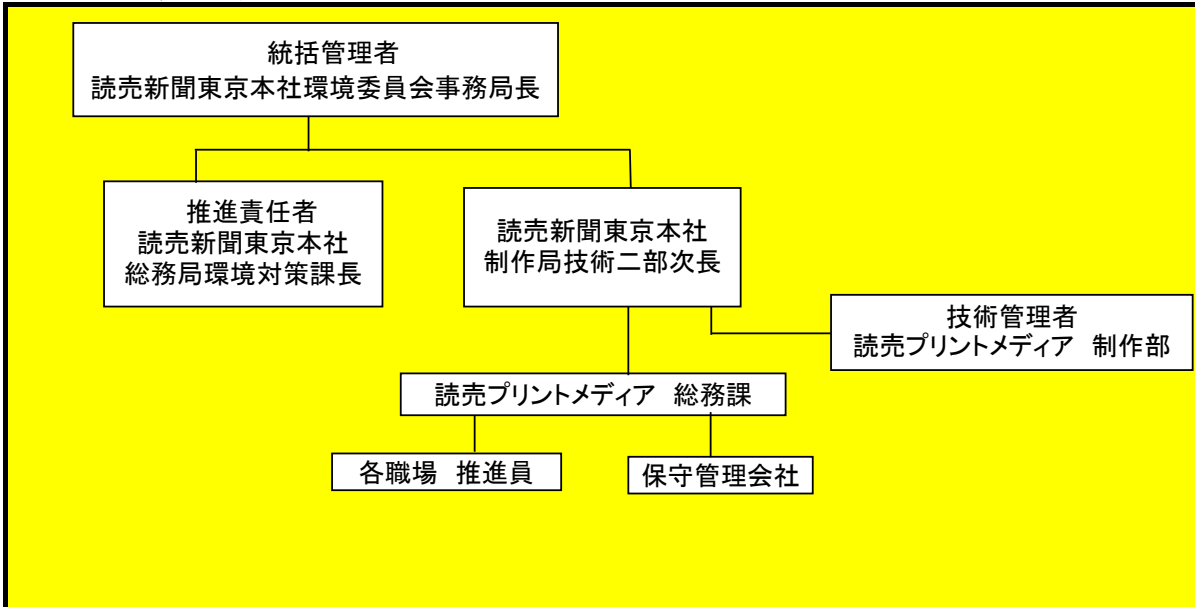 統括管理者
読売新聞東京本社環境委員会事務局長
推進責任者
読売新聞東京本社
総務局環境対策課長
読売新聞東京本社
制作局技術二部次長
技術管理者
読売プリントメディア　制作部
読売プリントメディア　総務課
各職場　推進員
保守管理会社